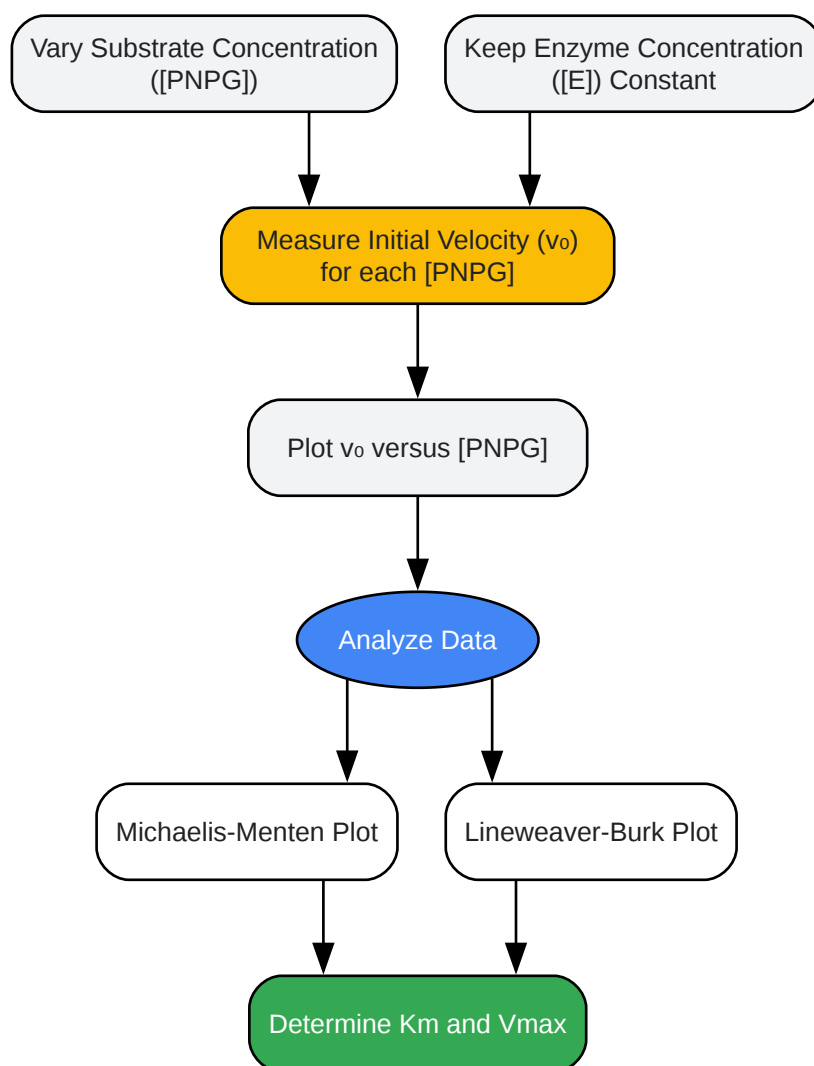 Vary Substrate Concentration
([PNPG])
Keep Enzyme Concentration
([E]) Constant
Measure Initial Velocity (v₀)
for each [PNPG]
Plot v₀ versus [PNPG]
Analyze Data
Michaelis-Menten Plot
Lineweaver-Burk Plot
Determine Km and Vmax